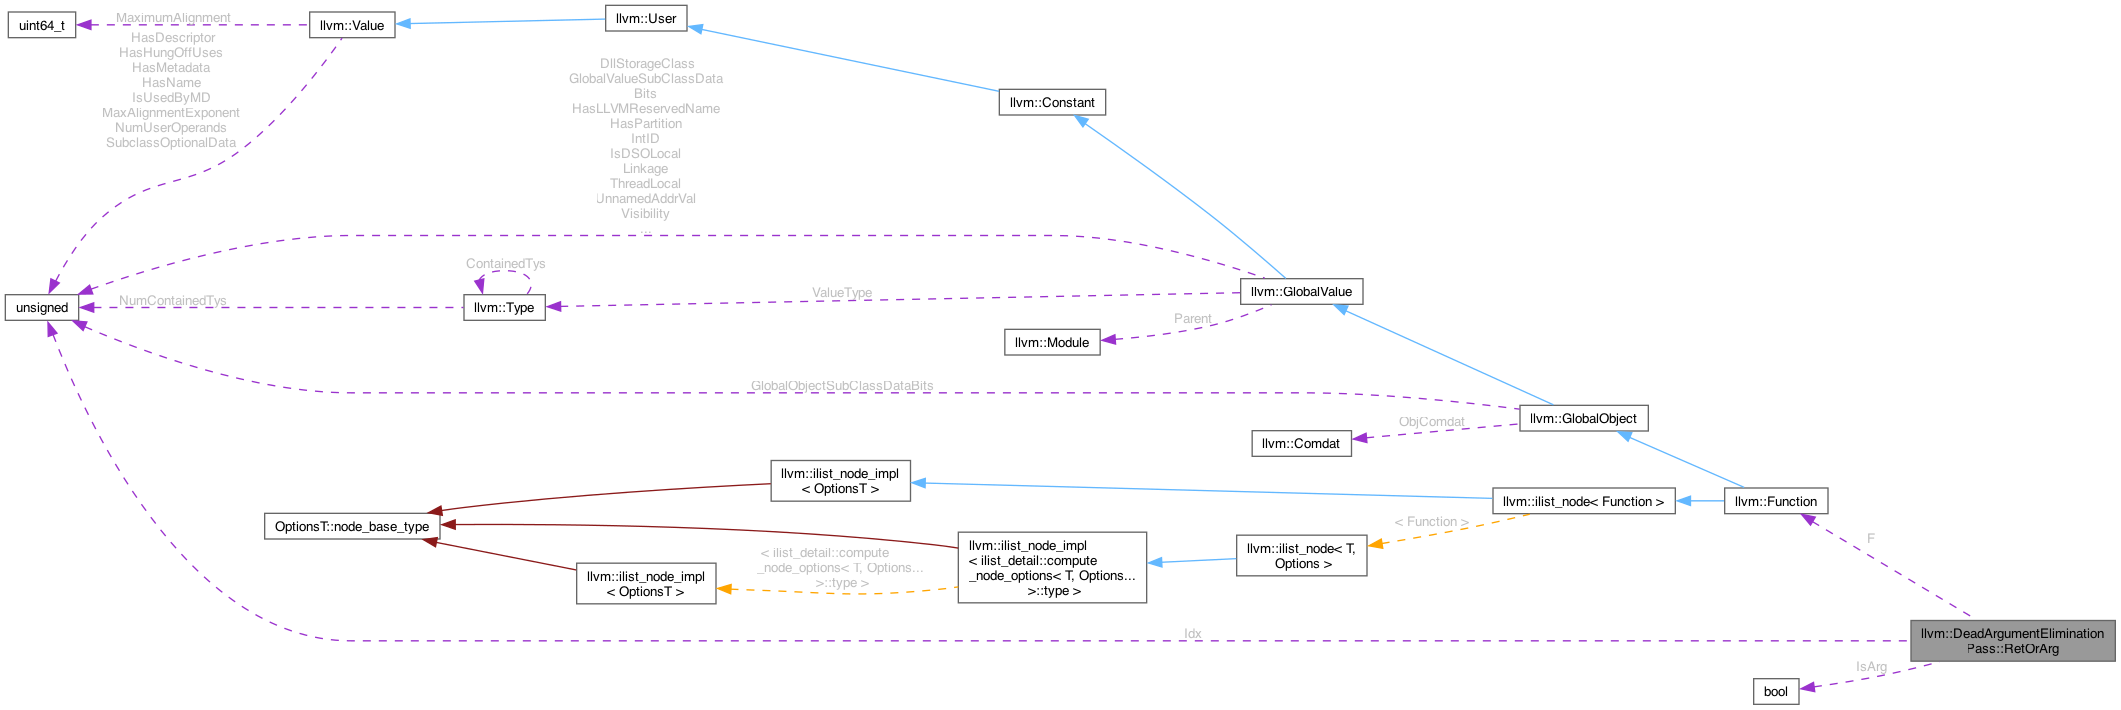 uint64_t
MaximumAlignment
llvm::Value
llvm::User
HasDescriptor
HasHungOffUses
HasMetadata
HasName
IsUsedByMD
MaxAlignmentExponent
NumUserOperands
SubclassOptionalData
DllStorageClass
GlobalValueSubClassData
Bits
HasLLVMReservedName
HasPartition
IntID
IsDSOLocal
Linkage
ThreadLocal
UnnamedAddrVal
Visibility
...
llvm::Constant
ContainedTys
unsigned
NumContainedTys
llvm::Type
ValueType
llvm::GlobalValue
Parent
llvm::Module
GlobalObjectSubClassDataBits
llvm::GlobalObject
ObjComdat
llvm::Comdat
llvm::ilist_node_impl
< OptionsT >
llvm::ilist_node< Function >
llvm::Function
OptionsT::node_base_type
< Function >
llvm::ilist_node_impl
< ilist_detail::compute
_node_options< T, Options...
>::type >
llvm::ilist_node< T,
Options >
< ilist_detail::compute
_node_options< T, Options...
>::type >
llvm::ilist_node_impl
< OptionsT >
F
Idx
llvm::DeadArgumentElimination
Pass::RetOrArg
IsArg
bool